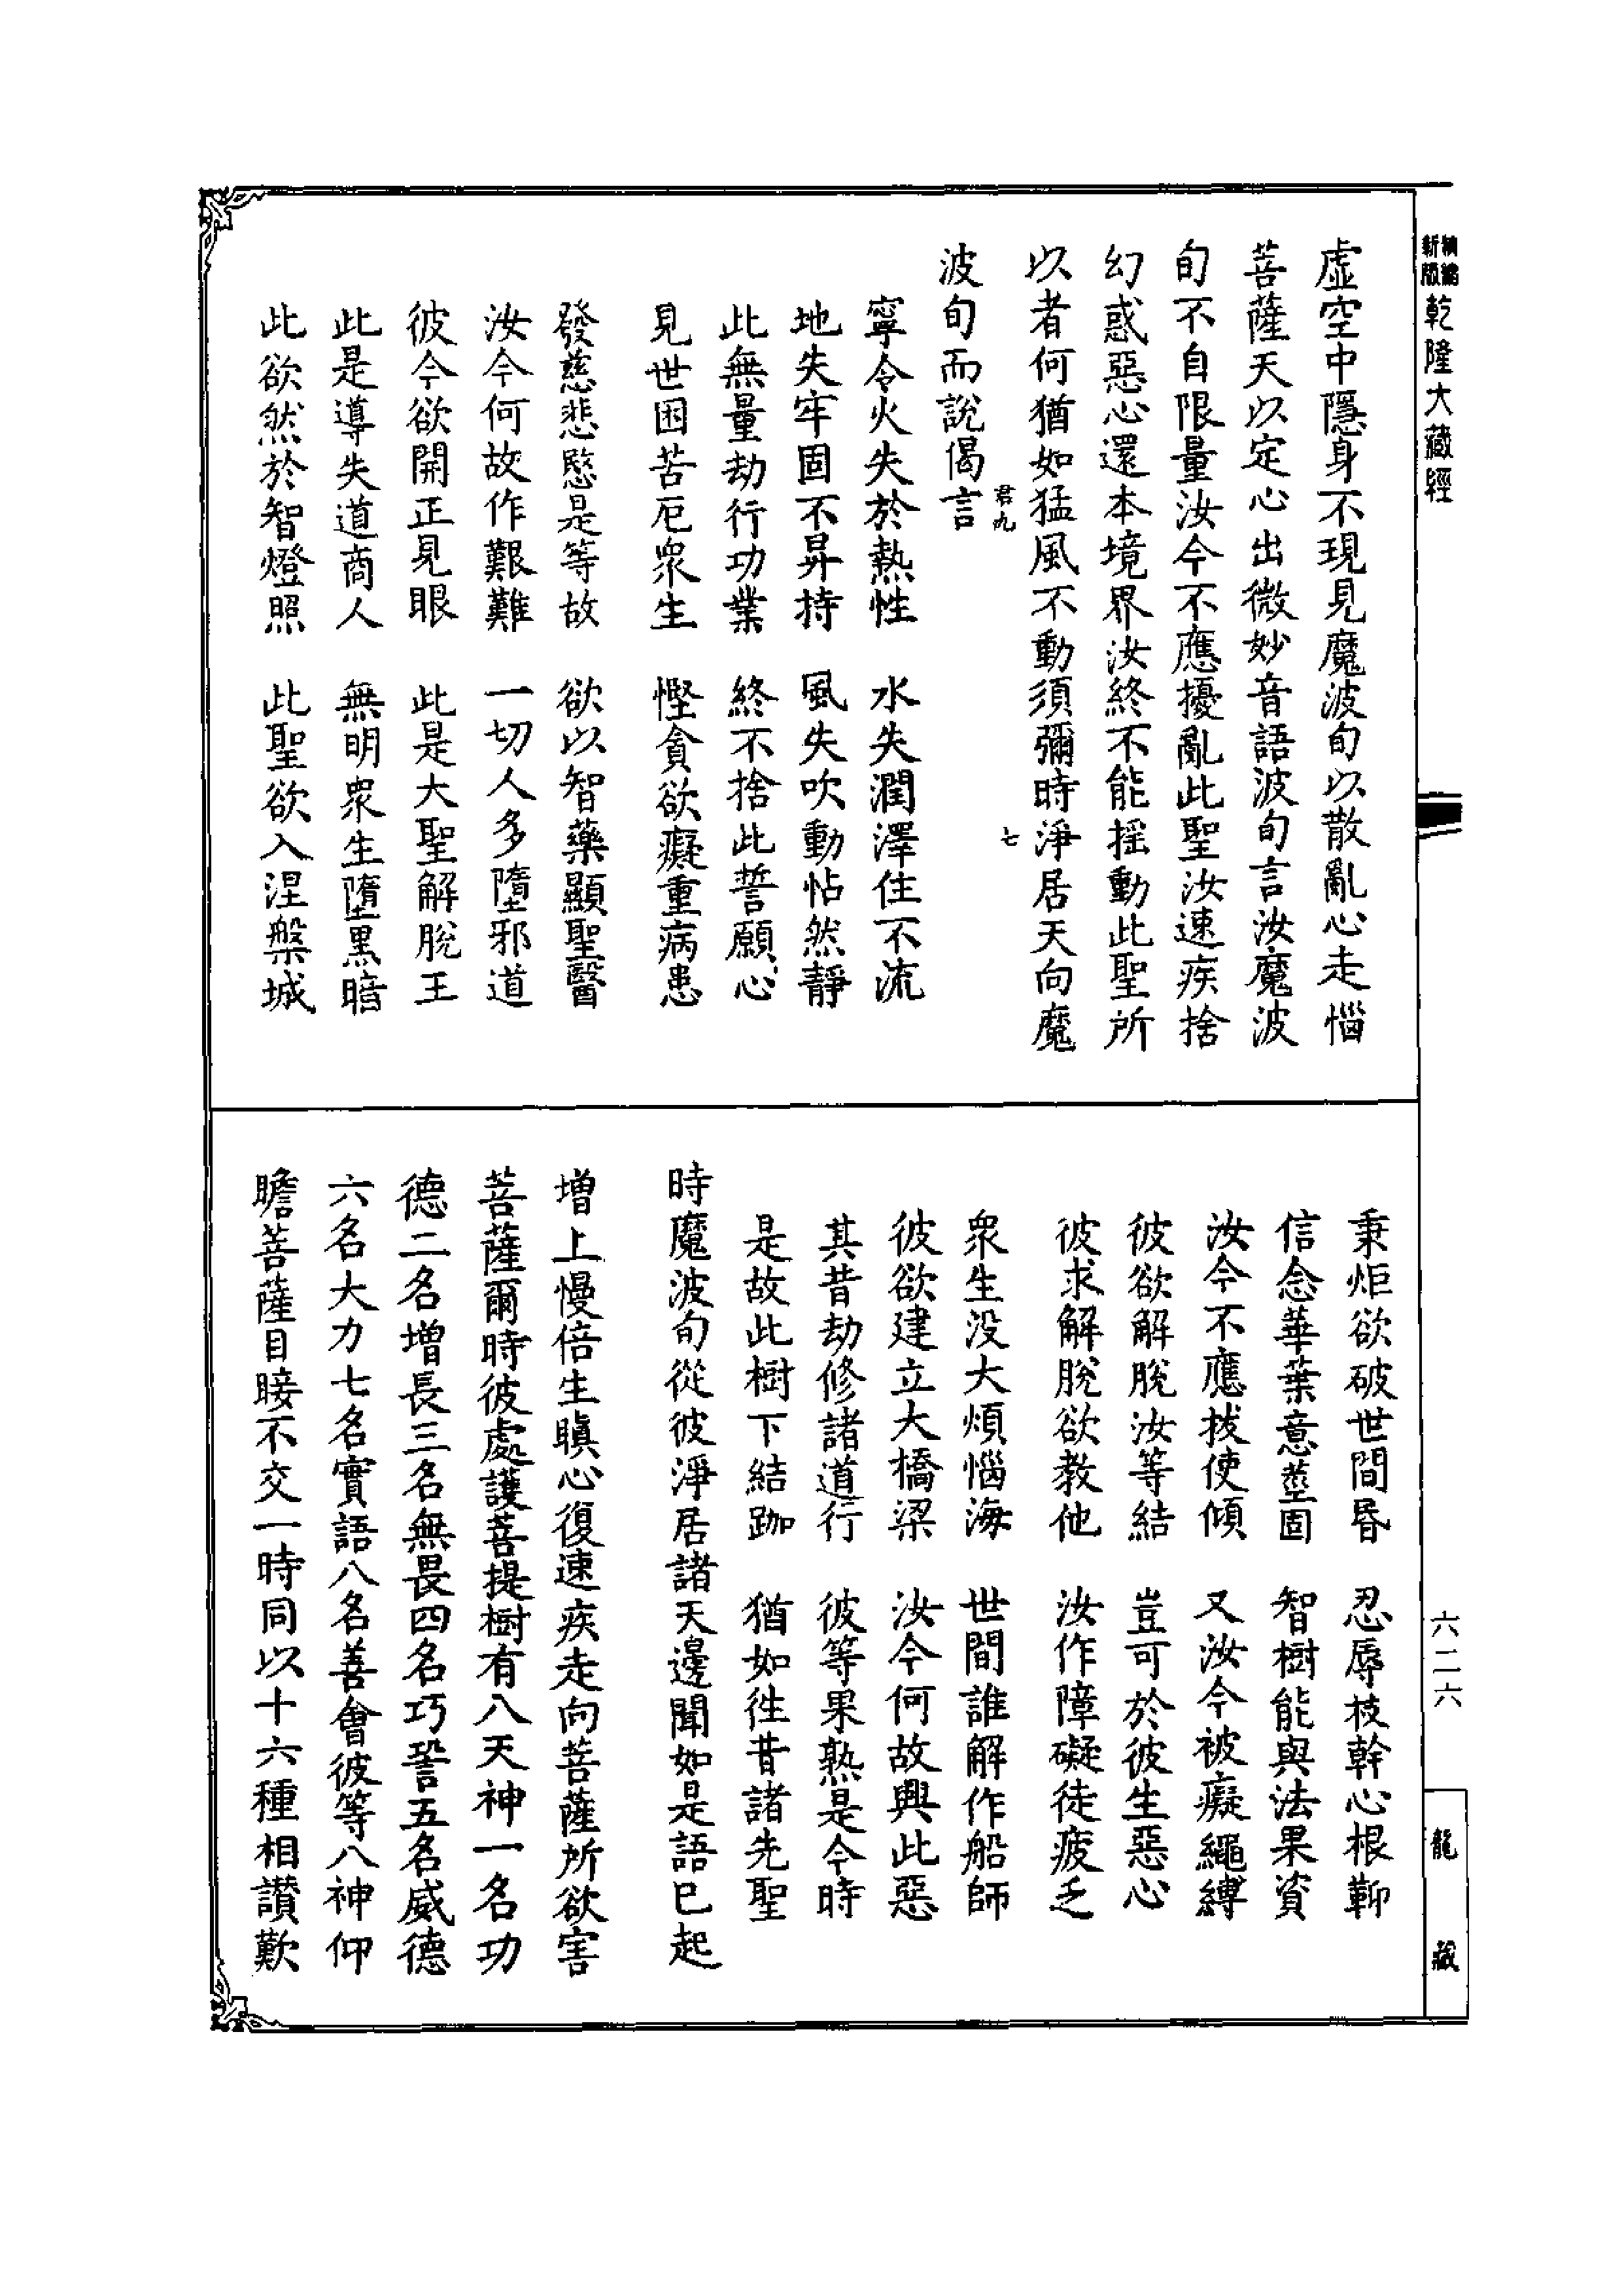 新版
精縮
乾隆大藏經
虛空中隱身不現見魔波旬以散亂心走惱
菩薩天以定心出微妙音語波旬言汝魔波
旬不自限量汝今不應擾亂此聖汝速疾捨
幻惑惡心還本境界汝終不能搖動此聖所
以者何猶如猛風不動須彌時淨居天向魔
君九
七
波旬而說偈言
寧令火失於熱性　水失潤澤住不流
地失牢固不昇持　風失吹動怗然靜
此無量劫行功業　終不捨此誓願心
見世困苦厄眾生　慳貪欲癡重病患
發慈悲愍是等故　欲以智藥顯聖醫
汝今何故作艱難　一切人多墮邪道
彼今欲開正見眼　此是大聖解脫王
此是導失道商人　無明眾生墮黑暗
此欲然於智燈照　此聖欲入涅槃城
秉炬欲破世間昏　忍辱枝幹心根靭
信念華葉意莖固　智樹能與法果資
汝今不應拔使傾　又汝今被癡繩縛
彼欲解脫汝等結　豈可於彼生惡心
彼求解脫欲教他　汝作障礙徒疲乏
眾生没大煩惱海　世間誰解作船師
彼欲建立大橋梁　汝今何故興此惡
其昔劫修諸道行　彼等果熟是今時
是故此樹下結跏　猶如徃昔諸先聖
時魔波旬從彼淨居諸天邊聞如是語已起
增上慢倍生瞋心復速疾走向菩薩所欲害
菩薩爾時彼處護菩提樹有八天神一名功
德二名增長三名無畏四名巧㖏五名威德
六名大力七名實語八名善會彼等八神仰
瞻菩薩目睫不交一時同以十六種相讚歎
六二六
龍藏